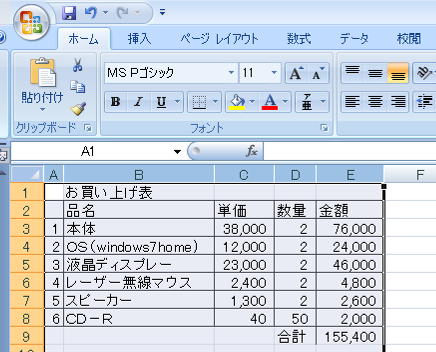 ホーム 挿入 ページ レイアウト 数式 データ 校閲
MS Pゴシック 11 A A
貼り付け B I U A ア亜
クリップボード フォント
A1 fx
A B C D E F
1 お買い上げ表
2 品名 単価 数量 金額
3 1 本体 38,000 2 76,000
4 2 OS(windows7home) 12,000 2 24,000
5 3 液晶ディスプレー 23,000 2 46,000
6 4 レーザー無線マウス 2,400 2 4,800
7 5 スピーカー 1,300 2 2,600
8 6 CD-R 40 50 2,000
9 合計 155,400